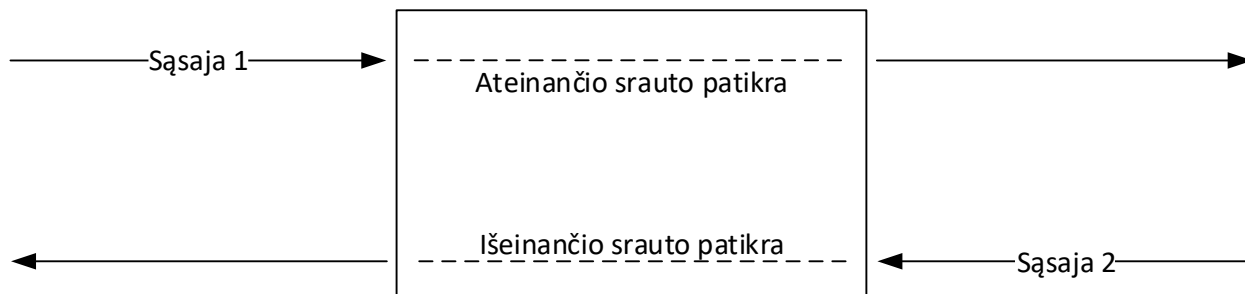 Sąsaja 1
Ateinančio srauto patikra
Išeinančio srauto patikra
Sąsaja 2